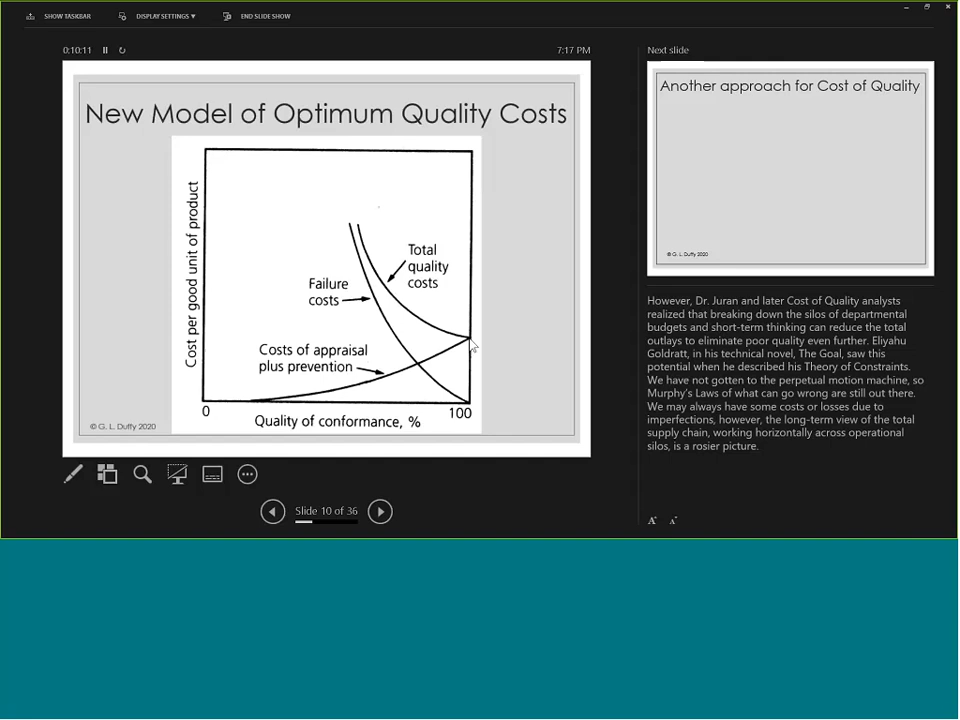 SHOW TASKBAR
DISPLAY SETTINGS ▾
END SLIDE SHOW
0:10:11
7:17 PM
New Model of Optimum Quality Costs
Cost per good unit of product
Total
quality
costs
Failure
costs
Costs of appraisal
plus prevention
0
100
Quality of conformance, %
© G. L. Duffy 2020
Slide 10 of 36
Next slide
Another approach for Cost of Quality
© G. L. Duffy 2020
However, Dr. Juran and later Cost of Quality analysts
realized that breaking down the silos of departmental
budgets and short-term thinking can reduce the total
outlays to eliminate poor quality even further. Eliyahu
Goldratt, in his technical novel, The Goal, saw this
potential when he described his Theory of Constraints.
We have not gotten to the perpetual motion machine, so
Murphy's Laws of what can go wrong are still out there.
We may always have some costs or losses due to
imperfections, however, the long-term view of the total
supply chain, working horizontally across operational
silos, is a rosier picture.
A
A